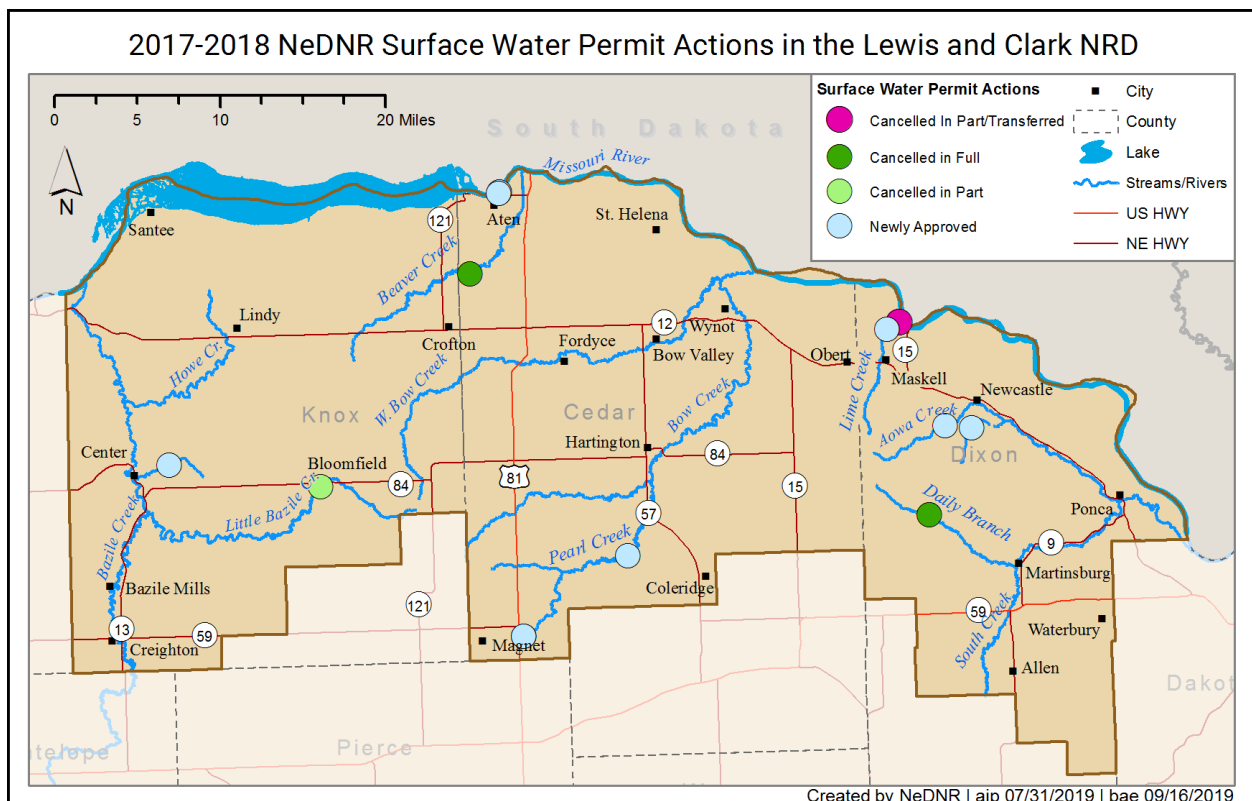 2017-2018 NeDNR Surface Water Permit Actions in the Lewis and Clark NRD
0 5 10 20 Miles
South Dakota
Surface Water Permit Actions
Cancelled In Part/Transferred
Cancelled in Full
Cancelled in Part
Newly Approved
City
County
Lake
Streams/Rivers
US HWY
NE HWY
N
Missouri River
Santee
121
Aten
St. Helena
Beaver Creek
Lindy
Crofton
12
Wynot
Bow Valley
Fordyce
Obert
15
Maskell
Newcastle
Howe Cr.
W. Bow Creek
Bow Creek
Lime Creek
Aowa Creek
Knox
Cedar
Dixon
Hartington
Center
Bloomfield
84
81
84
15
57
Little Bazile Cr.
Bazile Creek
Pearl Creek
Daily Branch
Ponca
9
Martinsburg
Bazile Mills
Coleridge
121
59
Waterbury
13
59
Creighton
Magnet
South Creek
Allen
Dakot
telope
Pierce
Created by NeDNR | ajp 07/31/2019 | bae 09/16/2019